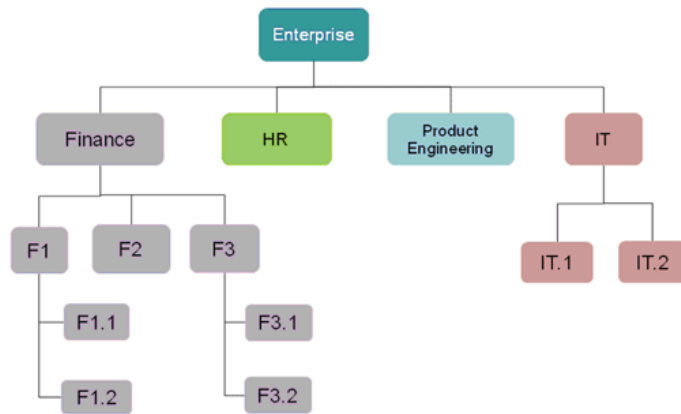 Enterprise
Finance
HR
Product
Engineering
IT
F1
F2
F3
IT.1
IT.2
F1.1
F3.1
F1.2
F3.2